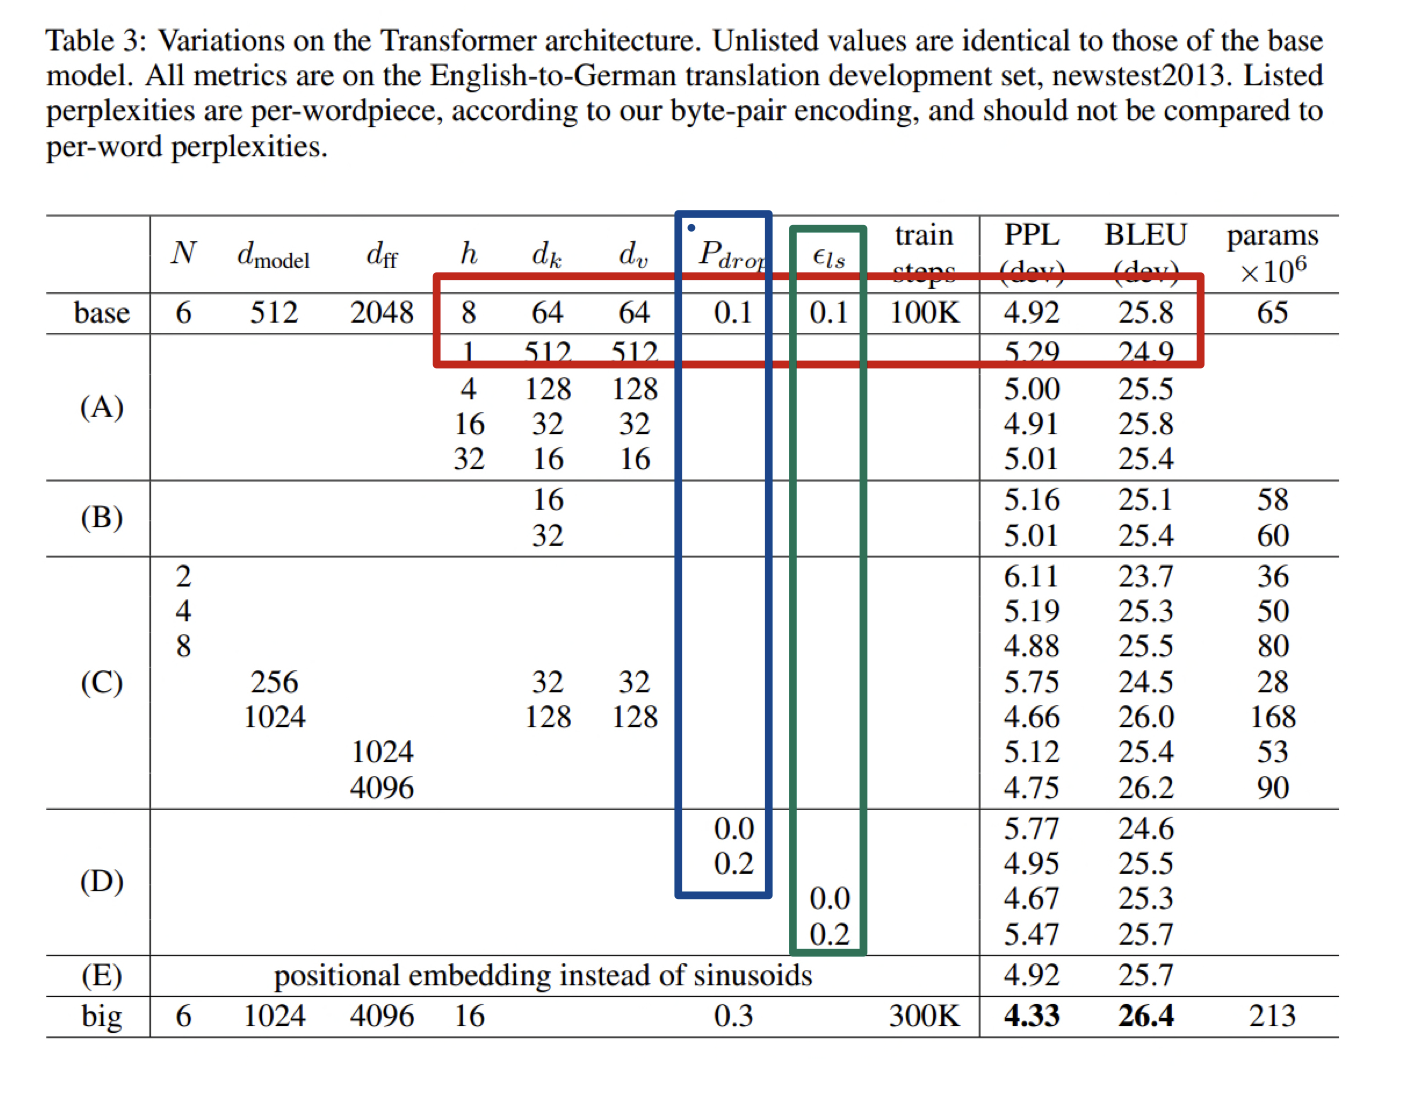 Table 3: Variations on the Transformer architecture. Unlisted values are identical to those of the base
model. All metrics are on the English-to-German translation development set, newstest2013. Listed
perplexities are per-wordpiece, according to our byte-pair encoding, and should not be compared to
per-word perplexities.
N d_model d_ff h d_k d_v P_drop ϵ_ls train steps PPL (dev) BLEU (dev) params ×10^6
base 6 512 2048 8 64 64 0.1 0.1 100K 4.92 25.8 65
(A)
1 512 512 5.29 24.9
4 128 128 5.00 25.5
16 32 32 4.91 25.8
32 16 16 5.01 25.4
(B)
16 5.16 25.1 58
32 5.01 25.4 60
(C)
2 6.11 23.7 36
4 5.19 25.3 50
8 4.88 25.5 80
256 32 32 5.75 24.5 28
1024 128 128 4.66 26.0 168
1024 5.12 25.4 53
4096 4.75 26.2 90
(D)
0.0 5.77 24.6
0.2 4.95 25.5
0.0 4.67 25.3
0.2 5.47 25.7
(E) positional embedding instead of sinusoids 4.92 25.7
big 6 1024 4096 16 0.3 300K 4.33 26.4 213